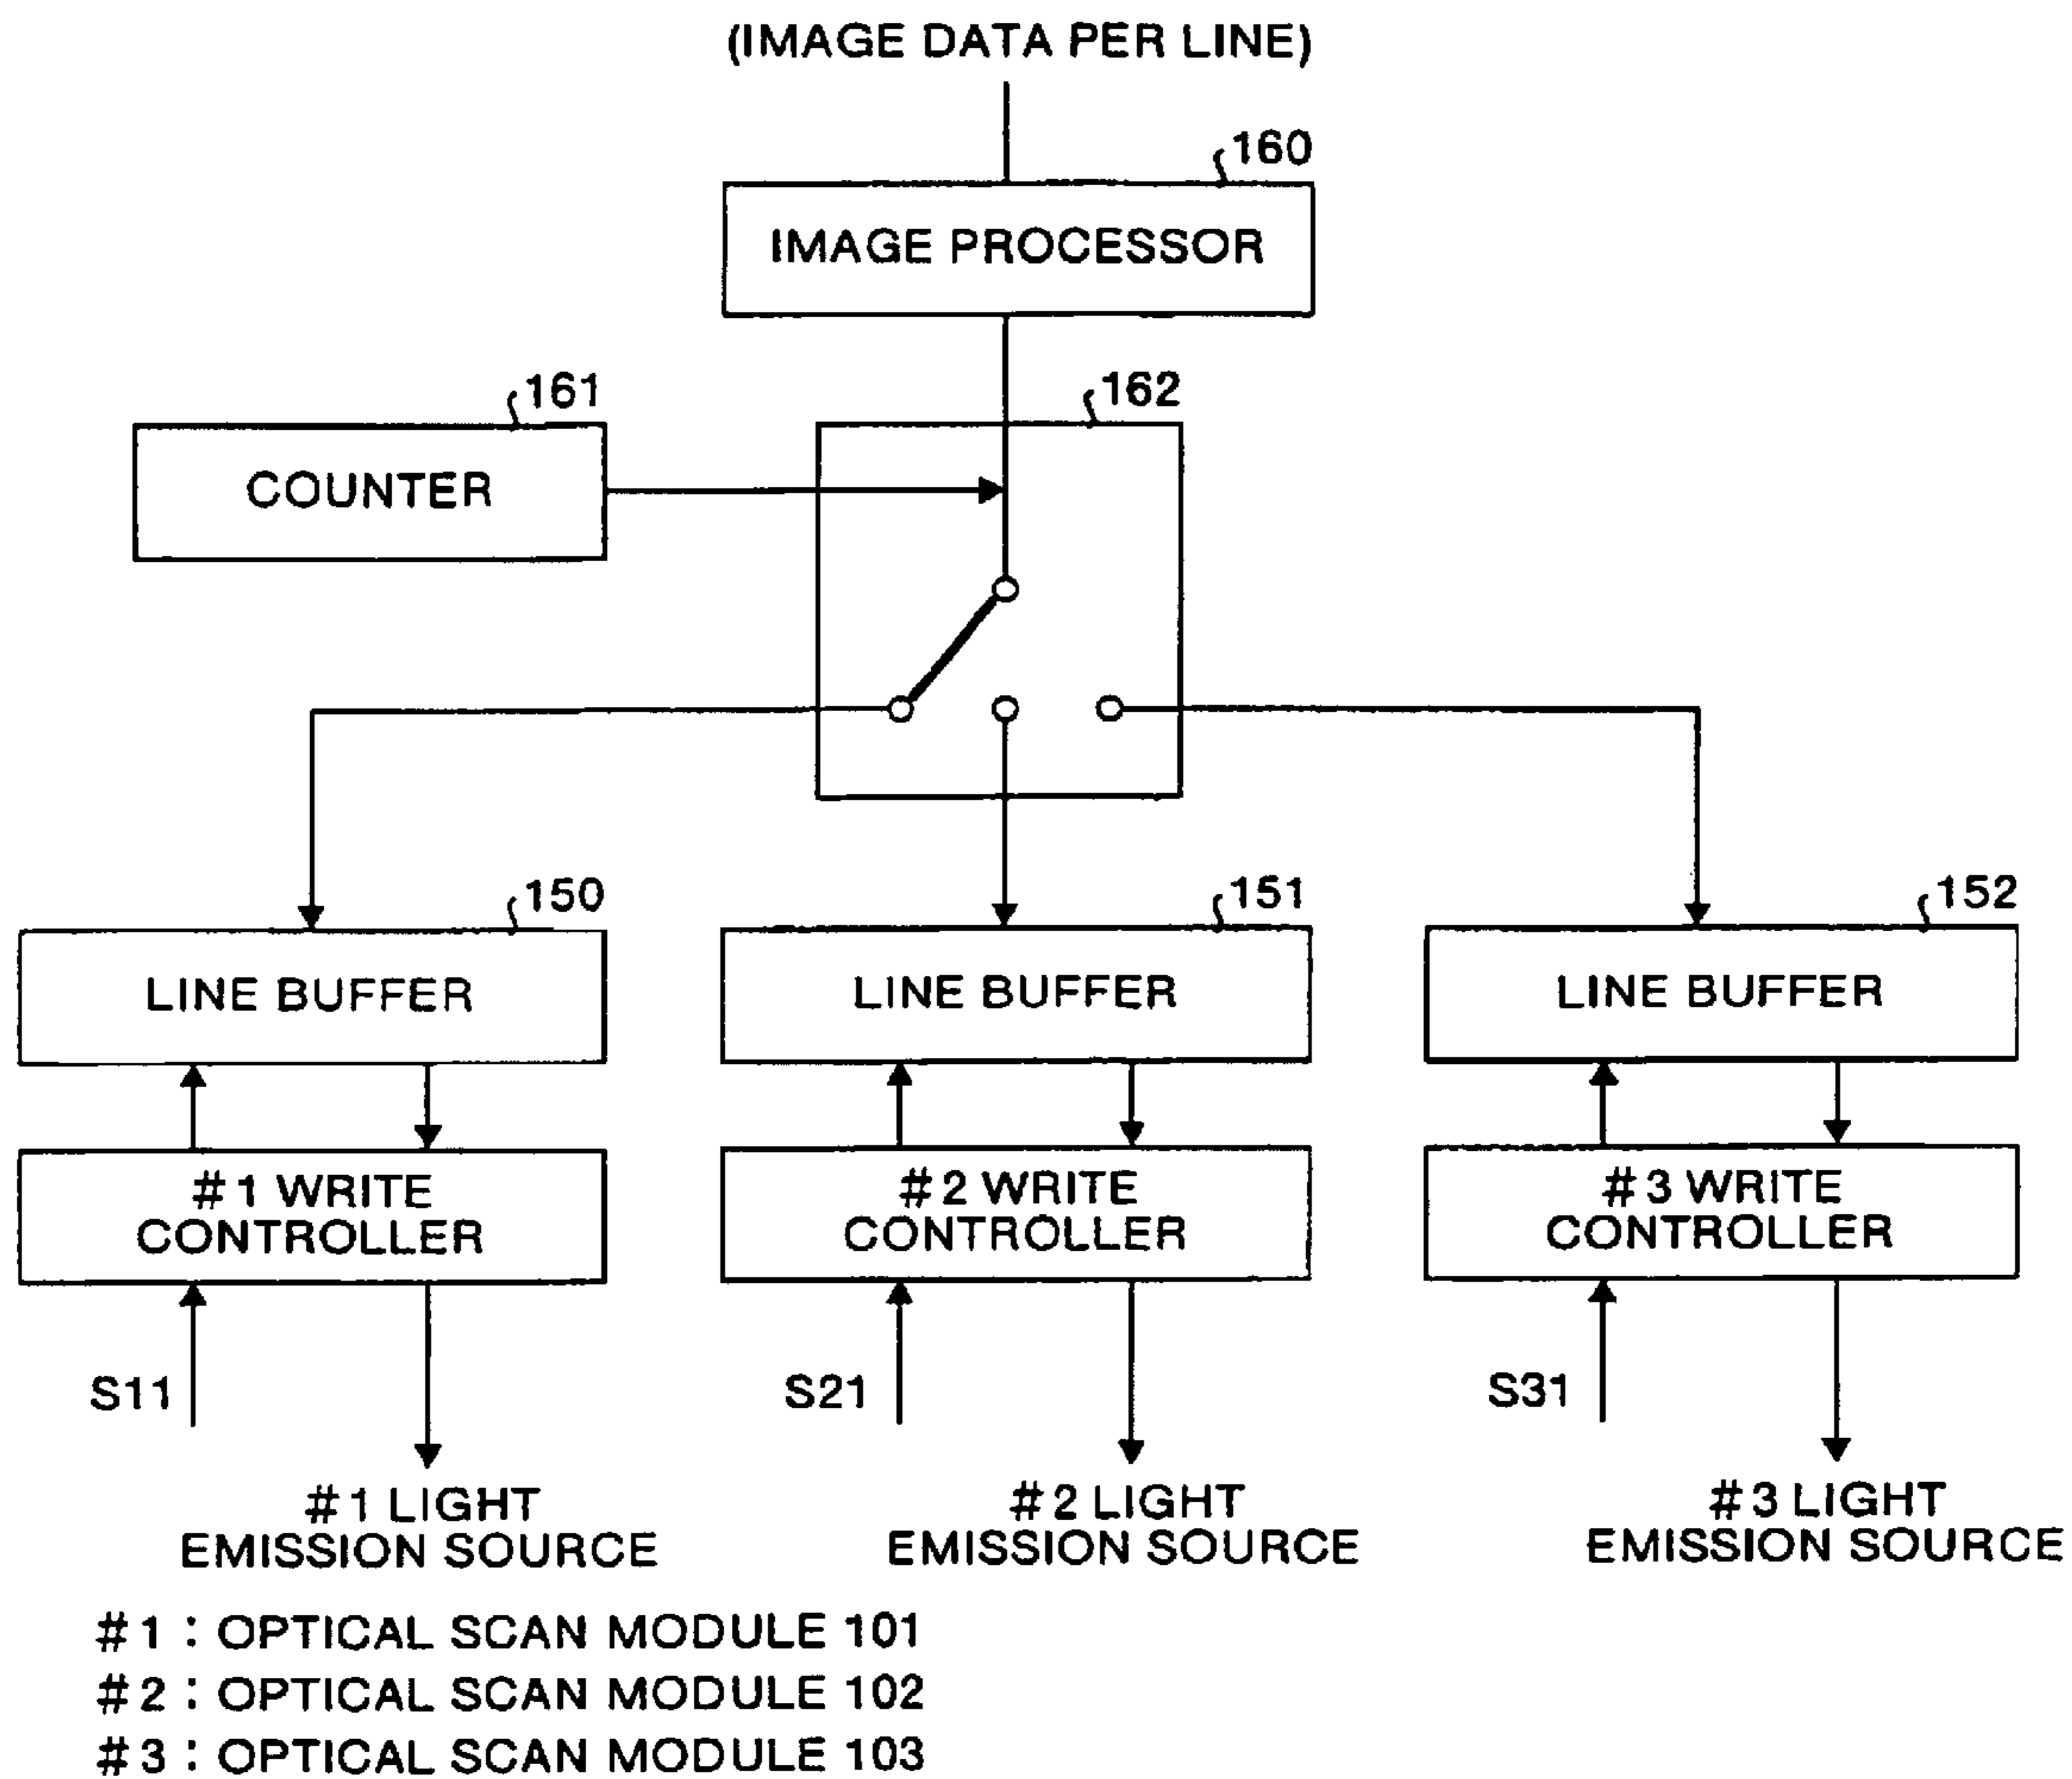 (IMAGE DATA PER LINE)
160
IMAGE PROCESSOR
161
162
COUNTER
150
151
152
LINE BUFFER
LINE BUFFER
LINE BUFFER
#1 WRITE
CONTROLLER
#2 WRITE
CONTROLLER
#3 WRITE
CONTROLLER
S11
S21
S31
#1 LIGHT
EMISSION SOURCE
#2 LIGHT
EMISSION SOURCE
#3 LIGHT
EMISSION SOURCE
#1 : OPTICAL SCAN MODULE 101
#2 : OPTICAL SCAN MODULE 102
#3 : OPTICAL SCAN MODULE 103